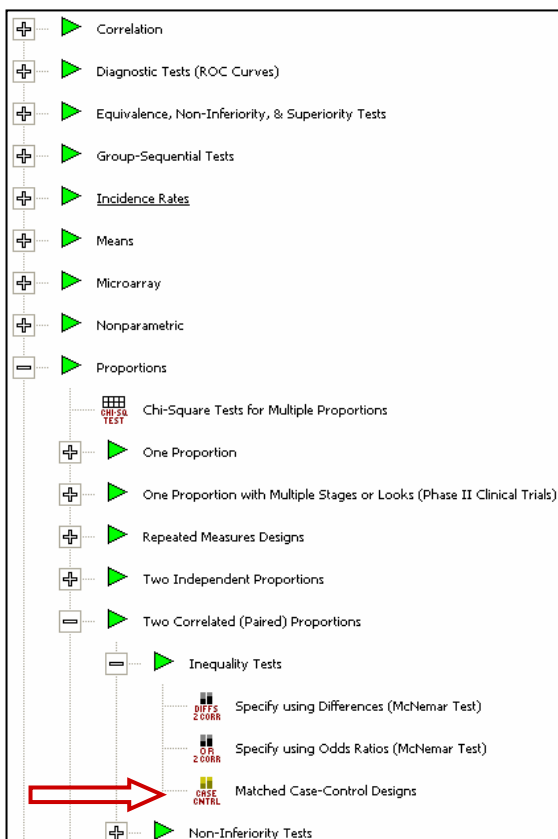 Correlation
Diagnostic Tests (ROC Curves)
Equivalence, Non-Inferiority, & Superiority Tests
Group-Sequential Tests
Incidence Rates
Means
Microarray
Nonparametric
Proportions
CHI-SQ
TEST
Chi-Square Tests for Multiple Proportions
One Proportion
One Proportion with Multiple Stages or Looks (Phase II Clinical Trials)
Repeated Measures Designs
Two Independent Proportions
Two Correlated (Paired) Proportions
Inequality Tests
DIFFS
2 CORR
Specify using Differences (McNemar Test)
OR
2 CORR
Specify using Odds Ratios (McNemar Test)
CASE
CNTRL
Matched Case-Control Designs
Non-Inferiority Tests